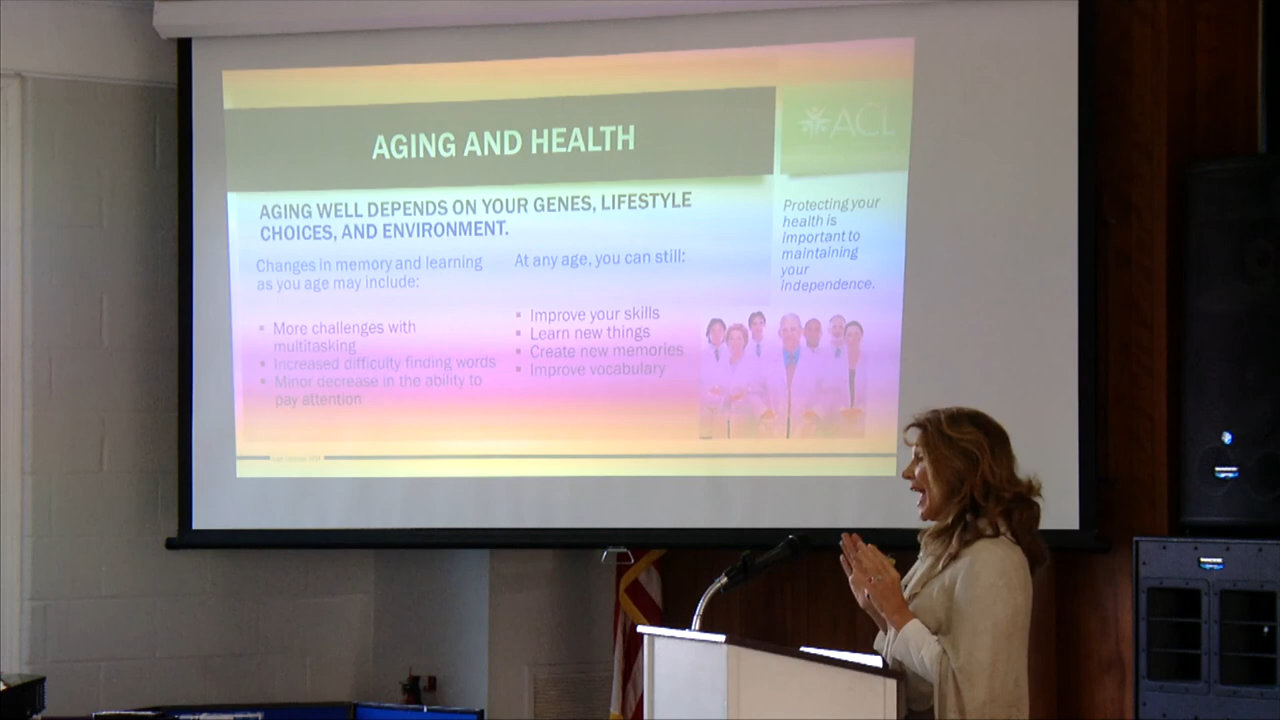 AGING AND HEALTH
ACL
AGING WELL DEPENDS ON YOUR GENES, LIFESTYLE
CHOICES, AND ENVIRONMENT.
Changes in memory and learning
as you age may include:
▪ More challenges with
multitasking
▪ Increased difficulty finding words
▪ Minor decrease in the ability to
pay attention
At any age, you can still:
▪ Improve your skills
▪ Learn new things
▪ Create new memories
▪ Improve vocabulary
Protecting your
health is
important to
maintaining
your
independence.